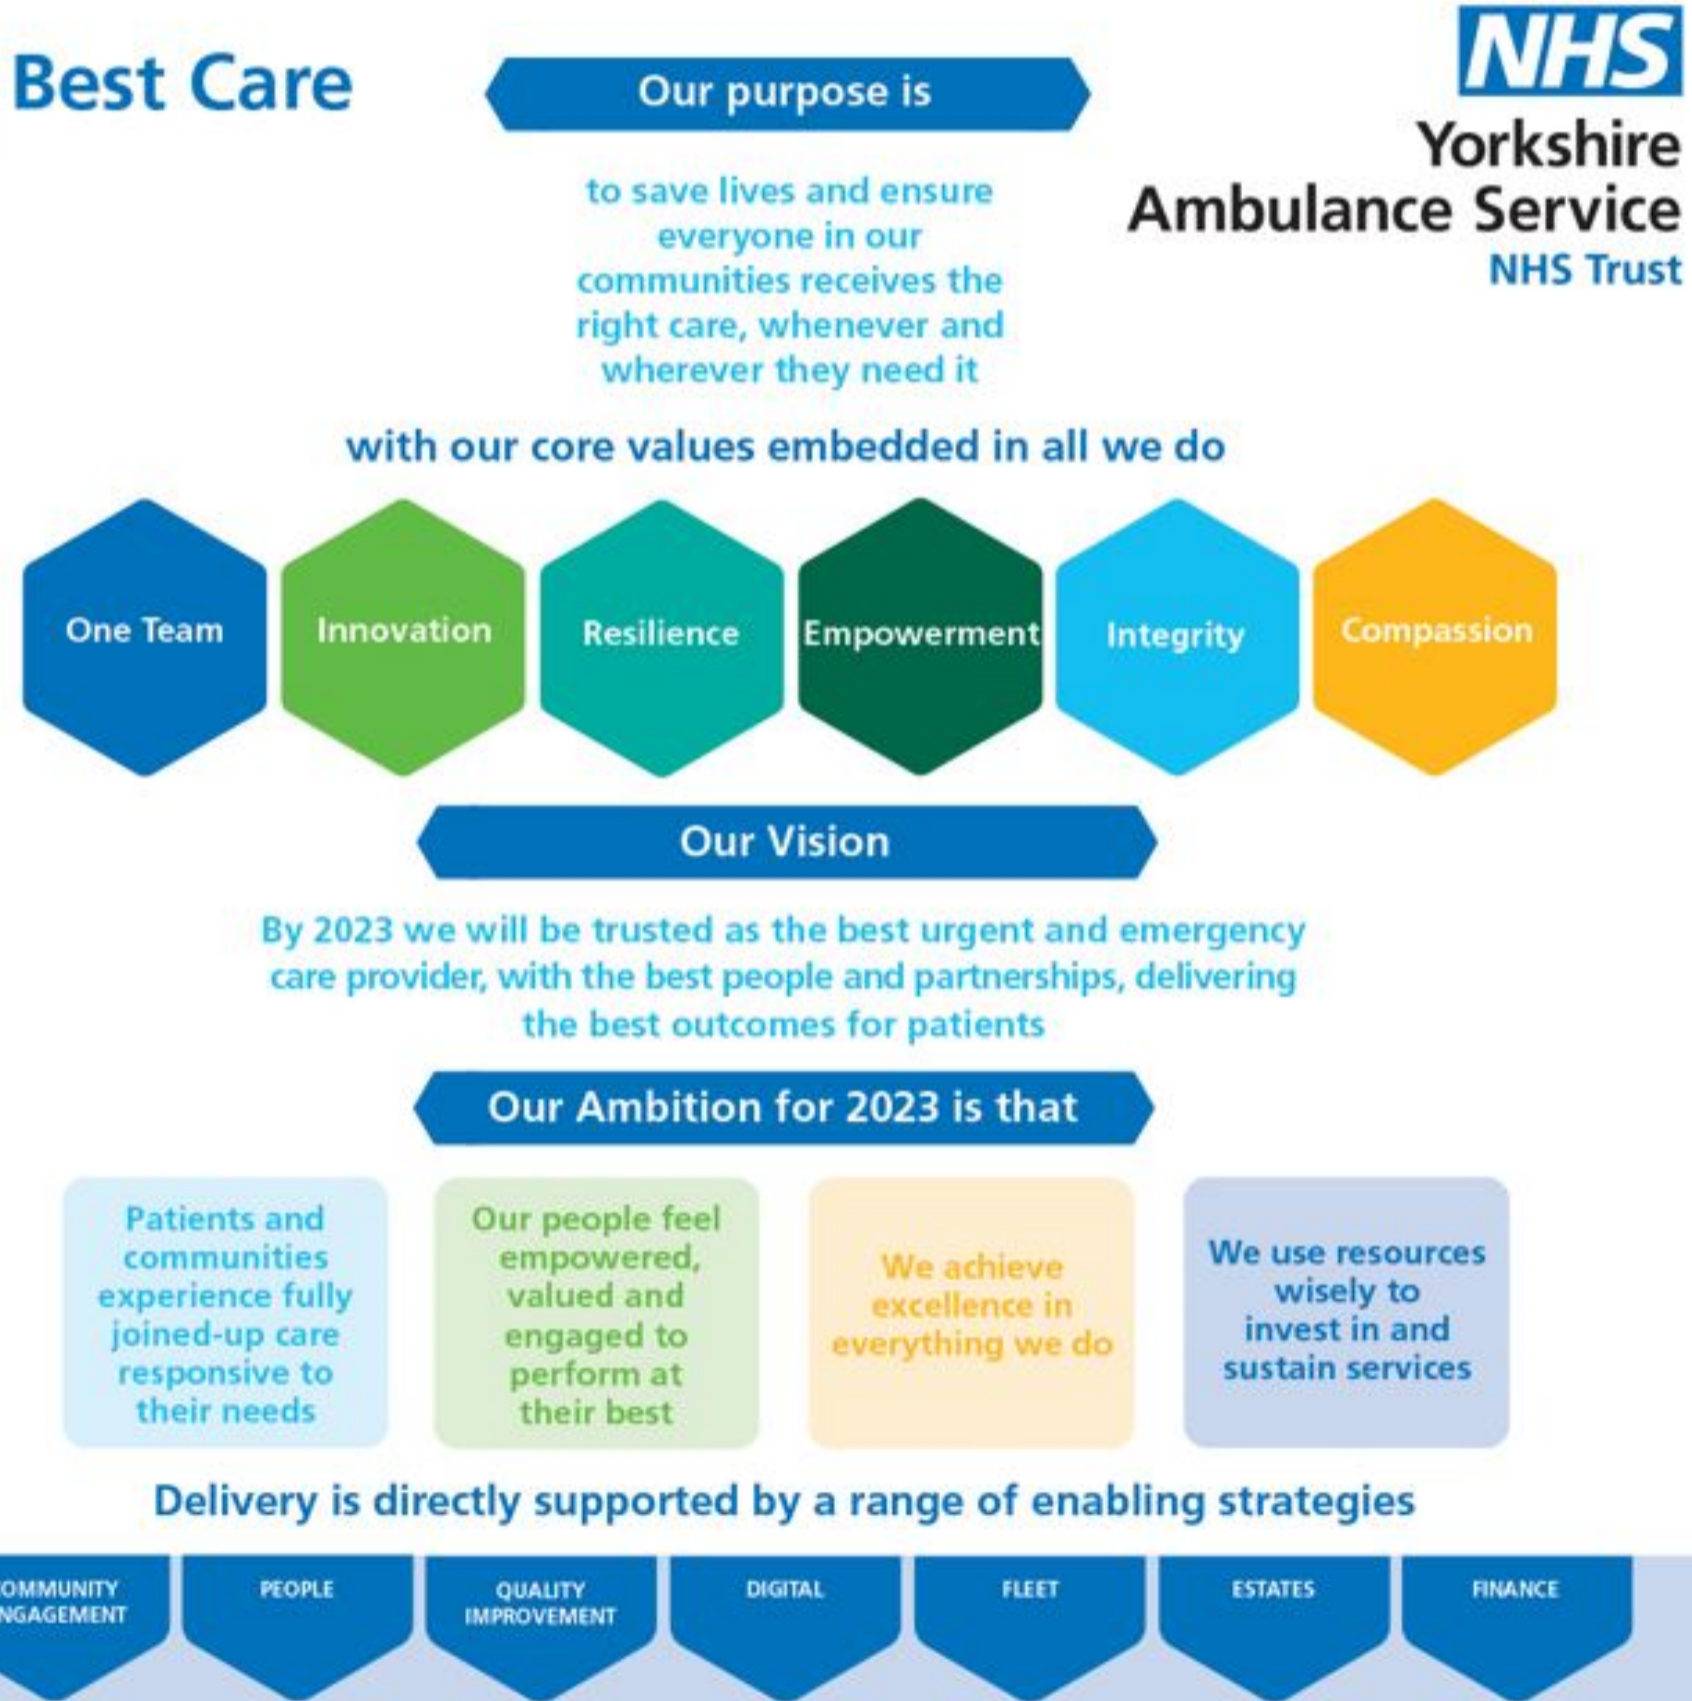 Best Care
Our purpose is
NHS
Yorkshire
Ambulance Service
NHS Trust
to save lives and ensure
everyone in our
communities receives the
right care, whenever and
wherever they need it
with our core values embedded in all we do
One Team
Innovation
Resilience
Empowerment
Integrity
Compassion
Our Vision
By 2023 we will be trusted as the best urgent and emergency
care provider, with the best people and partnerships, delivering
the best outcomes for patients
Our Ambition for 2023 is that
Patients and
communities
experience fully
joined-up care
responsive to
their needs
Our people feel
empowered,
valued and
engaged to
perform at
their best
We achieve
excellence in
everything we do
We use resources
wisely to
invest in and
sustain services
Delivery is directly supported by a range of enabling strategies
OMMUNITY
NGAGEMENT
PEOPLE
QUALITY
IMPROVEMENT
DIGITAL
FLEET
ESTATES
FINANCE